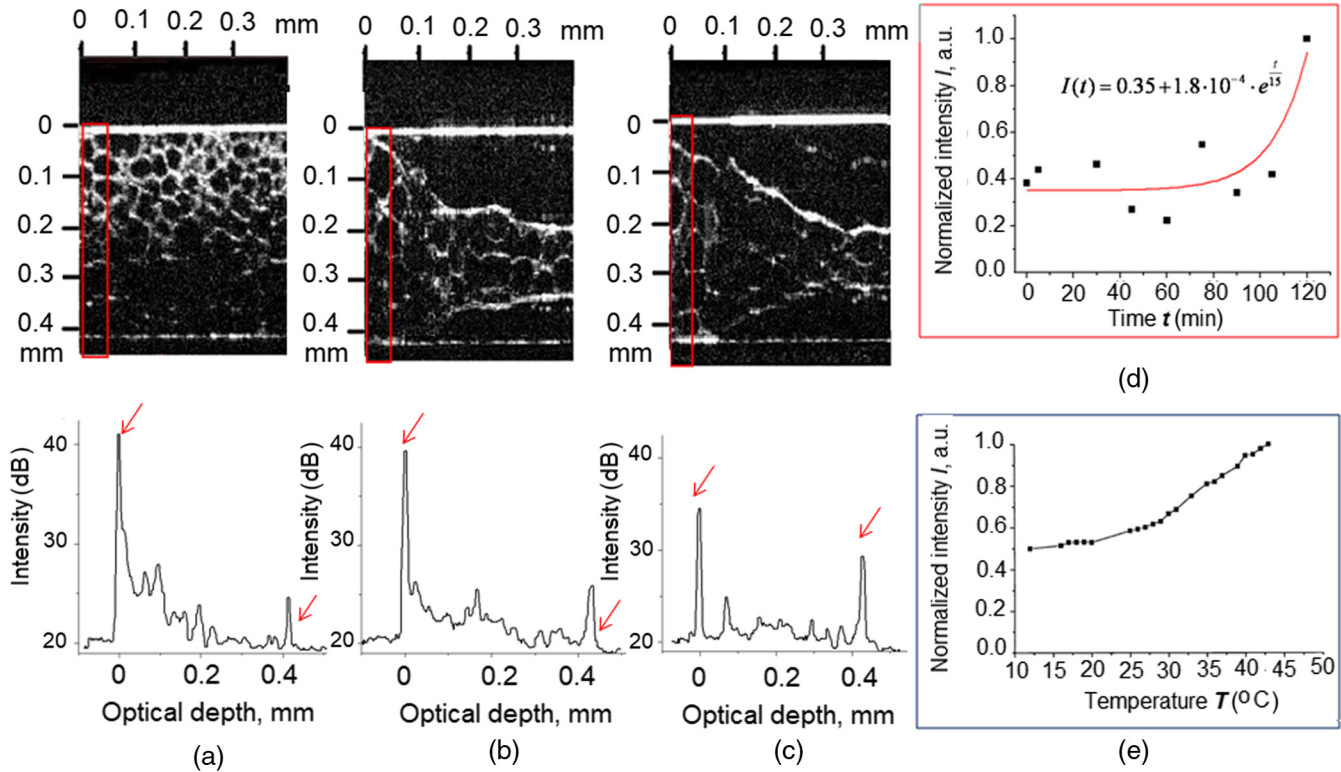 0 0.1 0.2 0.3 mm
0
0.1
0.2
0.3
0.4
mm
0 0.1 0.2 0.3 mm
0
0.1
0.2
0.3
0.4
mm
0 0.1 0.2 0.3 mm
0
0.1
0.2
0.3
0.4
mm
Normalized intensity I, a.u.
1.0
0.8
0.6
0.4
0.2
0.0
I(t) = 0.35+1.8·10⁻⁴·e^(t/15)
0 20 40 60 80 100 120
Time t (min)
(d)
Intensity (dB)
40
30
20
0 0.2 0.4
Optical depth, mm
(a)
Intensity (dB)
40
30
20
0 0.2 0.4
Optical depth, mm
(b)
Intensity (dB)
40
30
20
0 0.2 0.4
Optical depth, mm
(c)
Normalized intensity I, a.u.
1.0
0.8
0.6
0.4
0.2
0.0
10 15 20 25 30 35 40 45 50
Temperature T (°C)
(e)